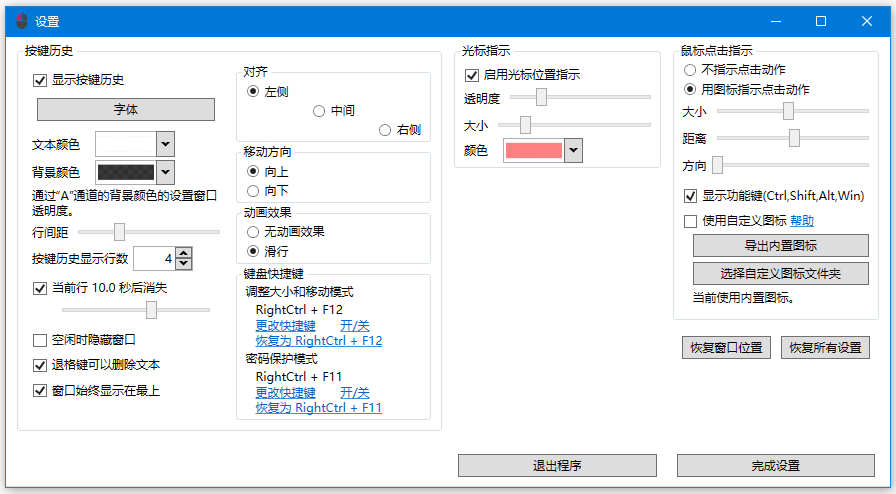 设置
按键历史
显示按键历史
字体
文本颜色
背景颜色
通过“A”通道的背景颜色的设置窗口
透明度。
行间距
按键历史显示行数
4
当前行 10.0 秒后消失
空闲时隐藏窗口
退格键可以删除文本
窗口始终显示在最上
对齐
左侧
中间
右侧
移动方向
向上
向下
动画效果
无动画效果
滑行
键盘快捷键
调整大小和移动模式
RightCtrl + F12
更改快捷键 开/关
恢复为 RightCtrl + F12
密码保护模式
RightCtrl + F11
更改快捷键 开/关
恢复为 RightCtrl + F11
光标指示
启用光标位置指示
透明度
大小
颜色
鼠标点击指示
不指示点击动作
用图标指示点击动作
大小
距离
方向
显示功能键(Ctrl,Shift,Alt,Win)
使用自定义图标 帮助
导出内置图标
选择自定义图标文件夹
当前使用内置图标。
恢复窗口位置 恢复所有设置
退出程序 完成设置